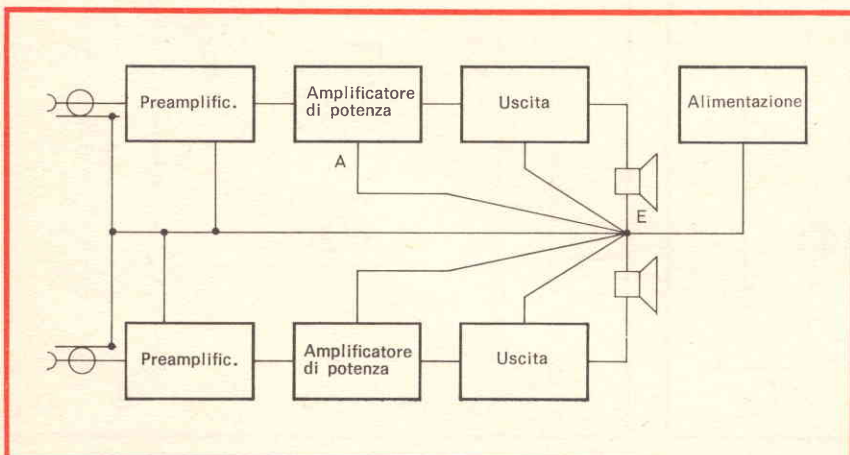 Preamplific.
Amplificatore
di potenza
Uscita
Alimentazione
A
E
Preamplific.
Amplificatore
di potenza
Uscita